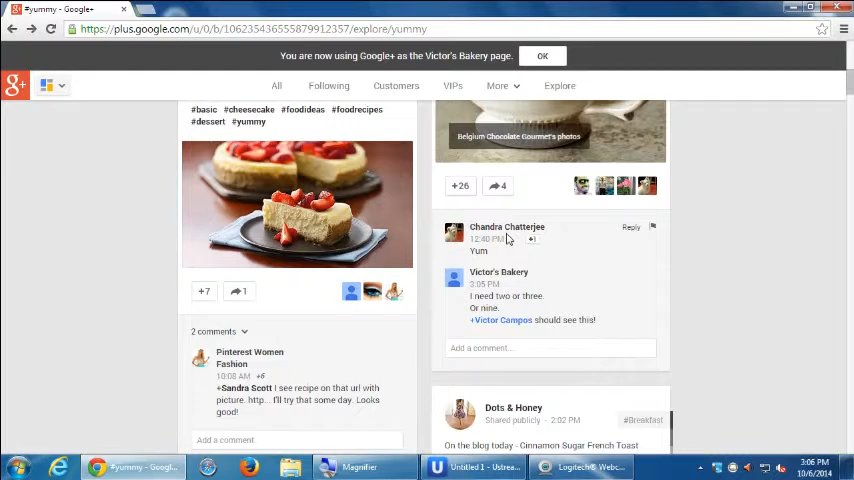 #yummy - Google+
https://plus.google.com/u/0/b/106235436555879912357/explore/yummy
You are now using Google+ as the Victor's Bakery page.
OK
g+
All
Following
Customers
VIPs
More
Explore
#basic #cheesecake #foodideas #foodrecipes
#dessert #yummy
+7
1
2 comments
Pinterest Women
Fashion
10:08 AM +6
+Sandra Scott I see recipe on that url with
picture. http... I'll try that some day. Looks
good!
Add a comment
Belgium Chocolate Gourmet's photos
+26
4
Chandra Chatterjee
Reply
12:40 PM
+1
Yum
Victor's Bakery
3:05 PM
I need two or three.
Or nine.
+Victor Campos should see this!
Add a comment...
Dots & Honey
Shared publicly - 2:02 PM
#Breakfast
On the blog today - Cinnamon Sugar French Toast
#yummy - Googl...
Magnifier
Untitled 1 - Ustrea...
Logitech® Webc...
3:06 PM
10/6/2014